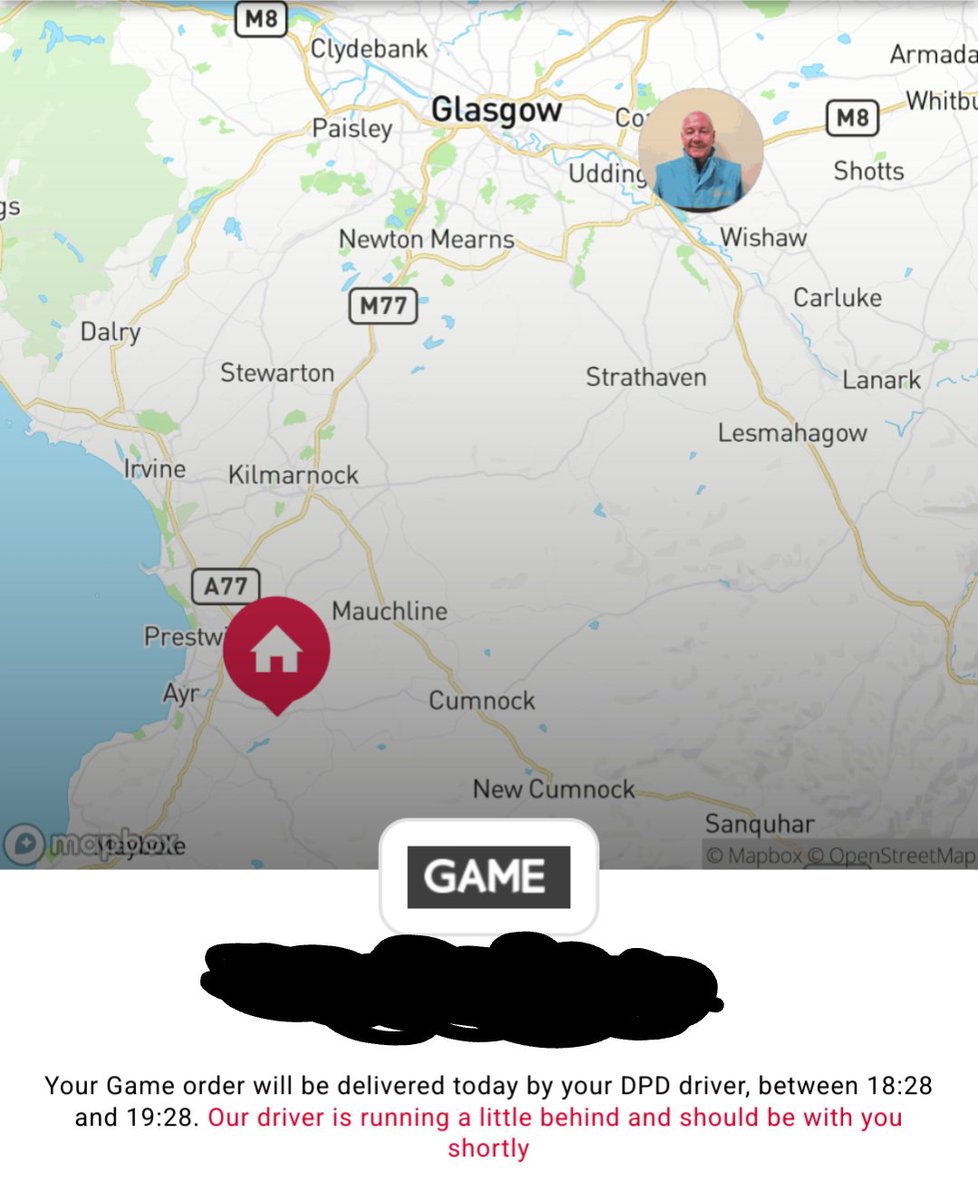 M8
Clydebank
Armada
Glasgow
Whitbu
Co
M8
Paisley
Udding
Shotts
gs
Newton Mearns
Wishaw
M77
Carluke
Dalry
Stewarton
Strathaven
Lanark
Lesmahagow
Irvine
Kilmarnock
A77
Mauchline
Prestwi
Ayr
Cumnock
New Cumnock
Sanquhar
mapbox
Maybole
© Mapbox © OpenStreetMap
GAME
Your Game order will be delivered today by your DPD driver, between 18:28
and 19:28. Our driver is running a little behind and should be with you
shortly